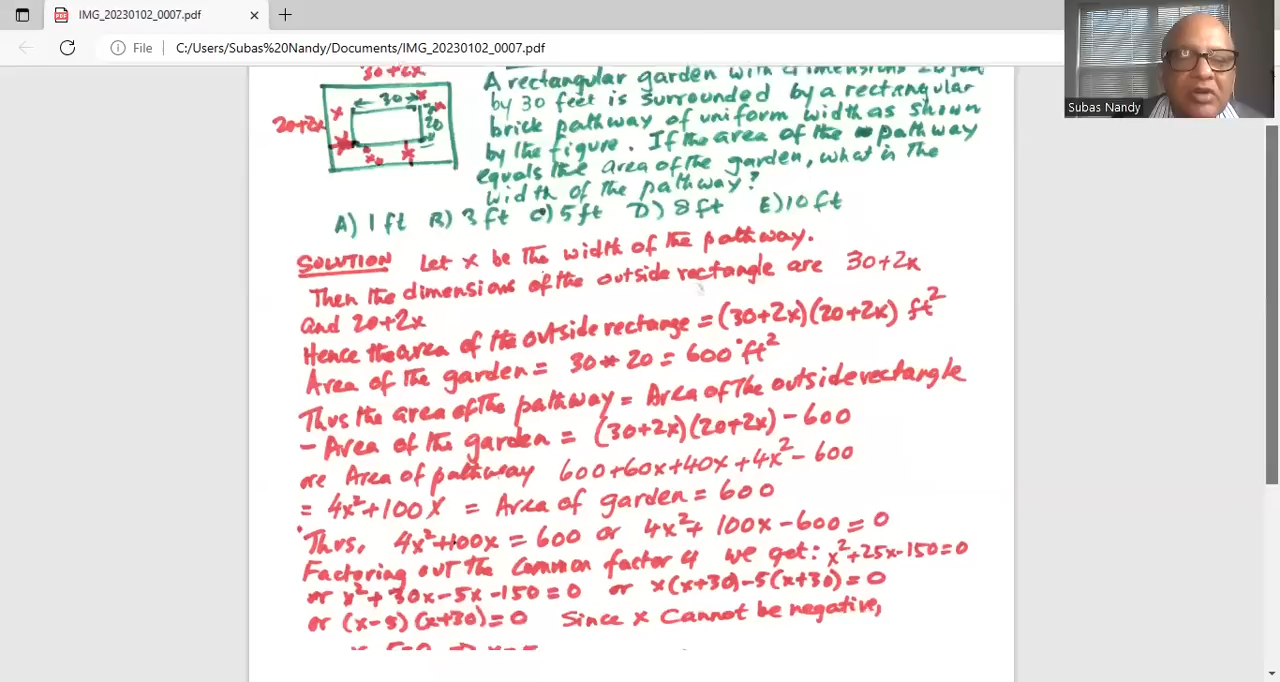 IMG_20230102_0007.pdf
File
C:/Users/Subas%20Nandy/Documents/IMG_20230102_0007.pdf
Subas Nandy
30+2x
30
20
20+2x
x
x
x
x
A rectangular garden with dimensions 20 feet
by 30 feet is surrounded by a rectangular
brick pathway of uniform width as shown
by the figure. If the area of the pathway
equals the area of the garden, what is the
width of the pathway?
A) 1 ft B) 3 ft C) 5 ft D) 8 ft E) 10 ft
SOLUTION Let x be the width of the pathway.
Then the dimensions of the outside rectangle are 30+2x
and 20+2x
Hence the area of the outside rectange = (30+2x)(20+2x) ft²
Area of the garden = 30 * 20 = 600 ft²
Thus the area of the pathway = Area of the outside rectangle
- Area of the garden = (30+2x)(20+2x) - 600
or Area of pathway 600+60x+40x+4x²-600
= 4x²+100x = Area of garden = 600
Thus, 4x²+100x = 600 or 4x²+ 100x-600=0
Factoring out the common factor 4 we get: x²+25x-150=0
or x²+30x-5x-150=0 or x(x+30)-5(x+30)=0
or (x-5)(x+30)=0 Since x cannot be negative,